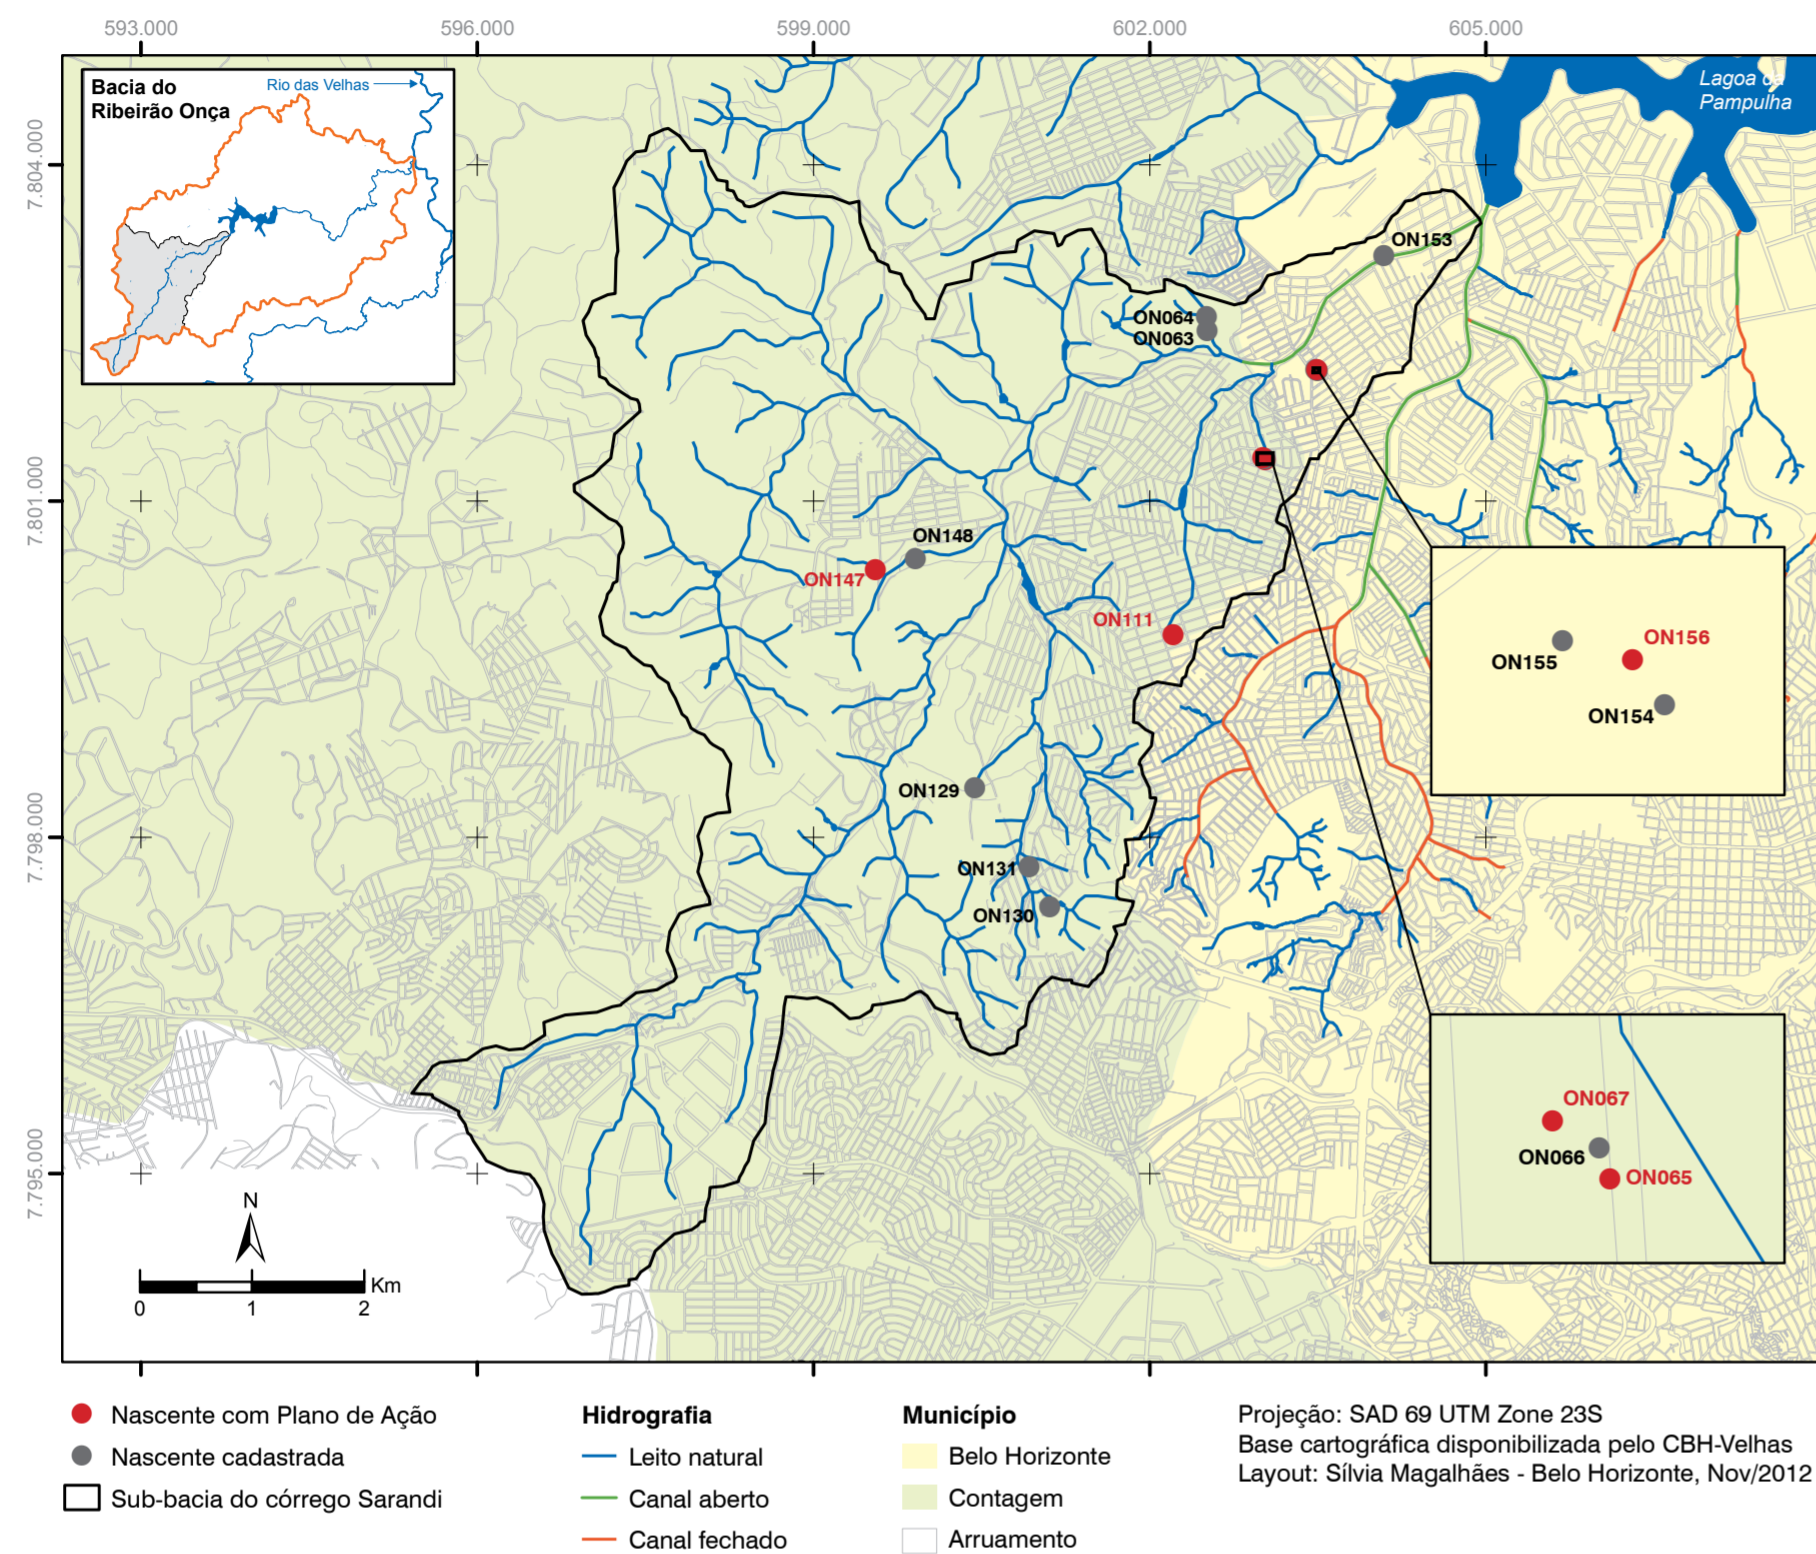 593.000
596.000
599.000
602.000
605.000
7.804.000
7.801.000
7.798.000
7.795.000
Bacia do
Ribeirão Onça
Rio das Velhas
Lagoa da
Pampulha
ON153
ON064
ON063
ON148
ON147
ON111
ON156
ON155
ON154
ON129
ON131
ON130
ON067
ON066
ON065
N
Km
0
1
2
Nascente com Plano de Ação
Nascente cadastrada
Sub-bacia do córrego Sarandi
Hidrografia
Leito natural
Canal aberto
Canal fechado
Município
Belo Horizonte
Contagem
Arruamento
Projeção: SAD 69 UTM Zone 23S
Base cartográfica disponibilizada pelo CBH-Velhas
Layout: Sílvia Magalhães - Belo Horizonte, Nov/2012